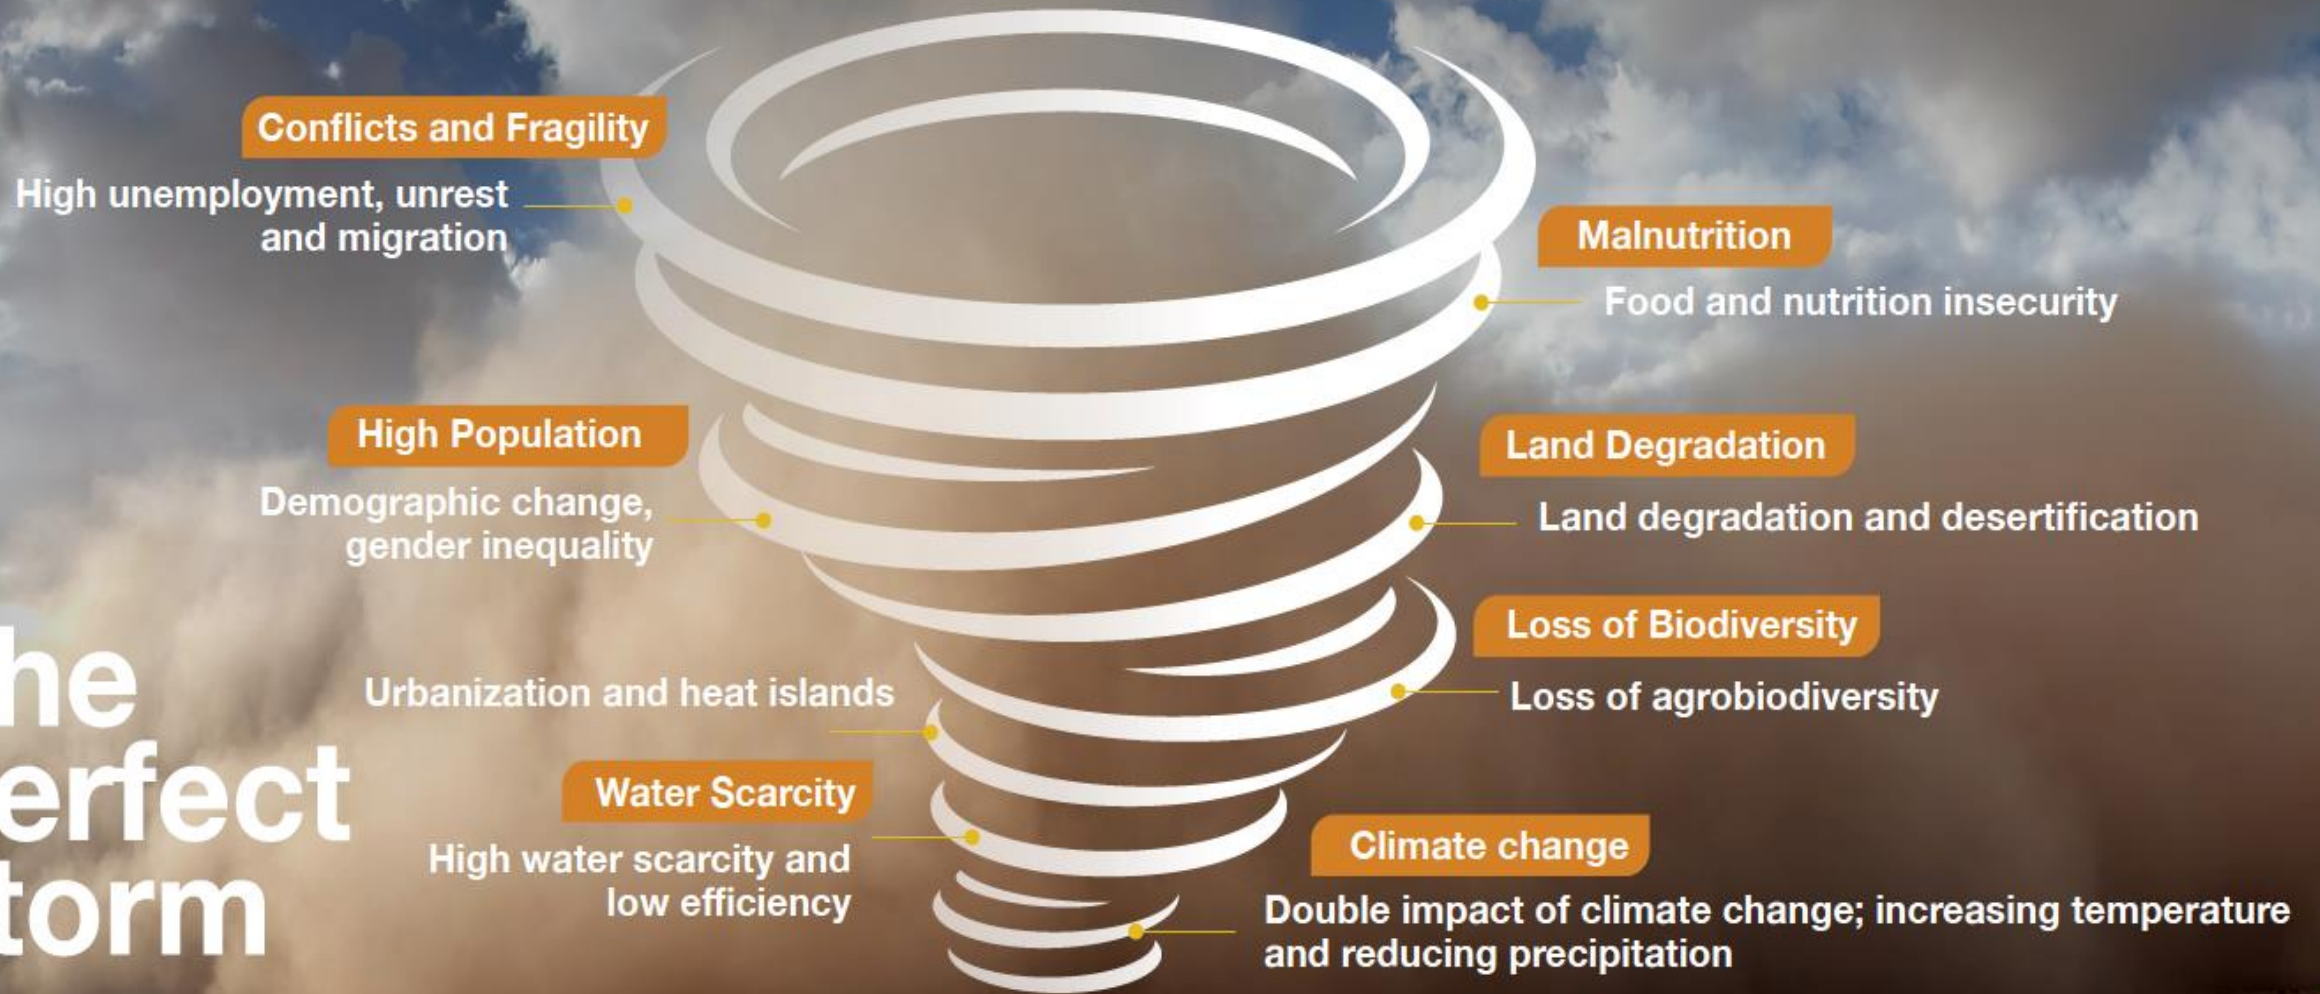 Conflicts and Fragility
High unemployment, unrest
and migration
Malnutrition
Food and nutrition insecurity
High Population
Demographic change,
gender inequality
Land Degradation
Land degradation and desertification
Loss of Biodiversity
Loss of agrobiodiversity
Urbanization and heat islands
Water Scarcity
High water scarcity and
low efficiency
Climate change
Double impact of climate change; increasing temperature
and reducing precipitation
he
erfect
torm